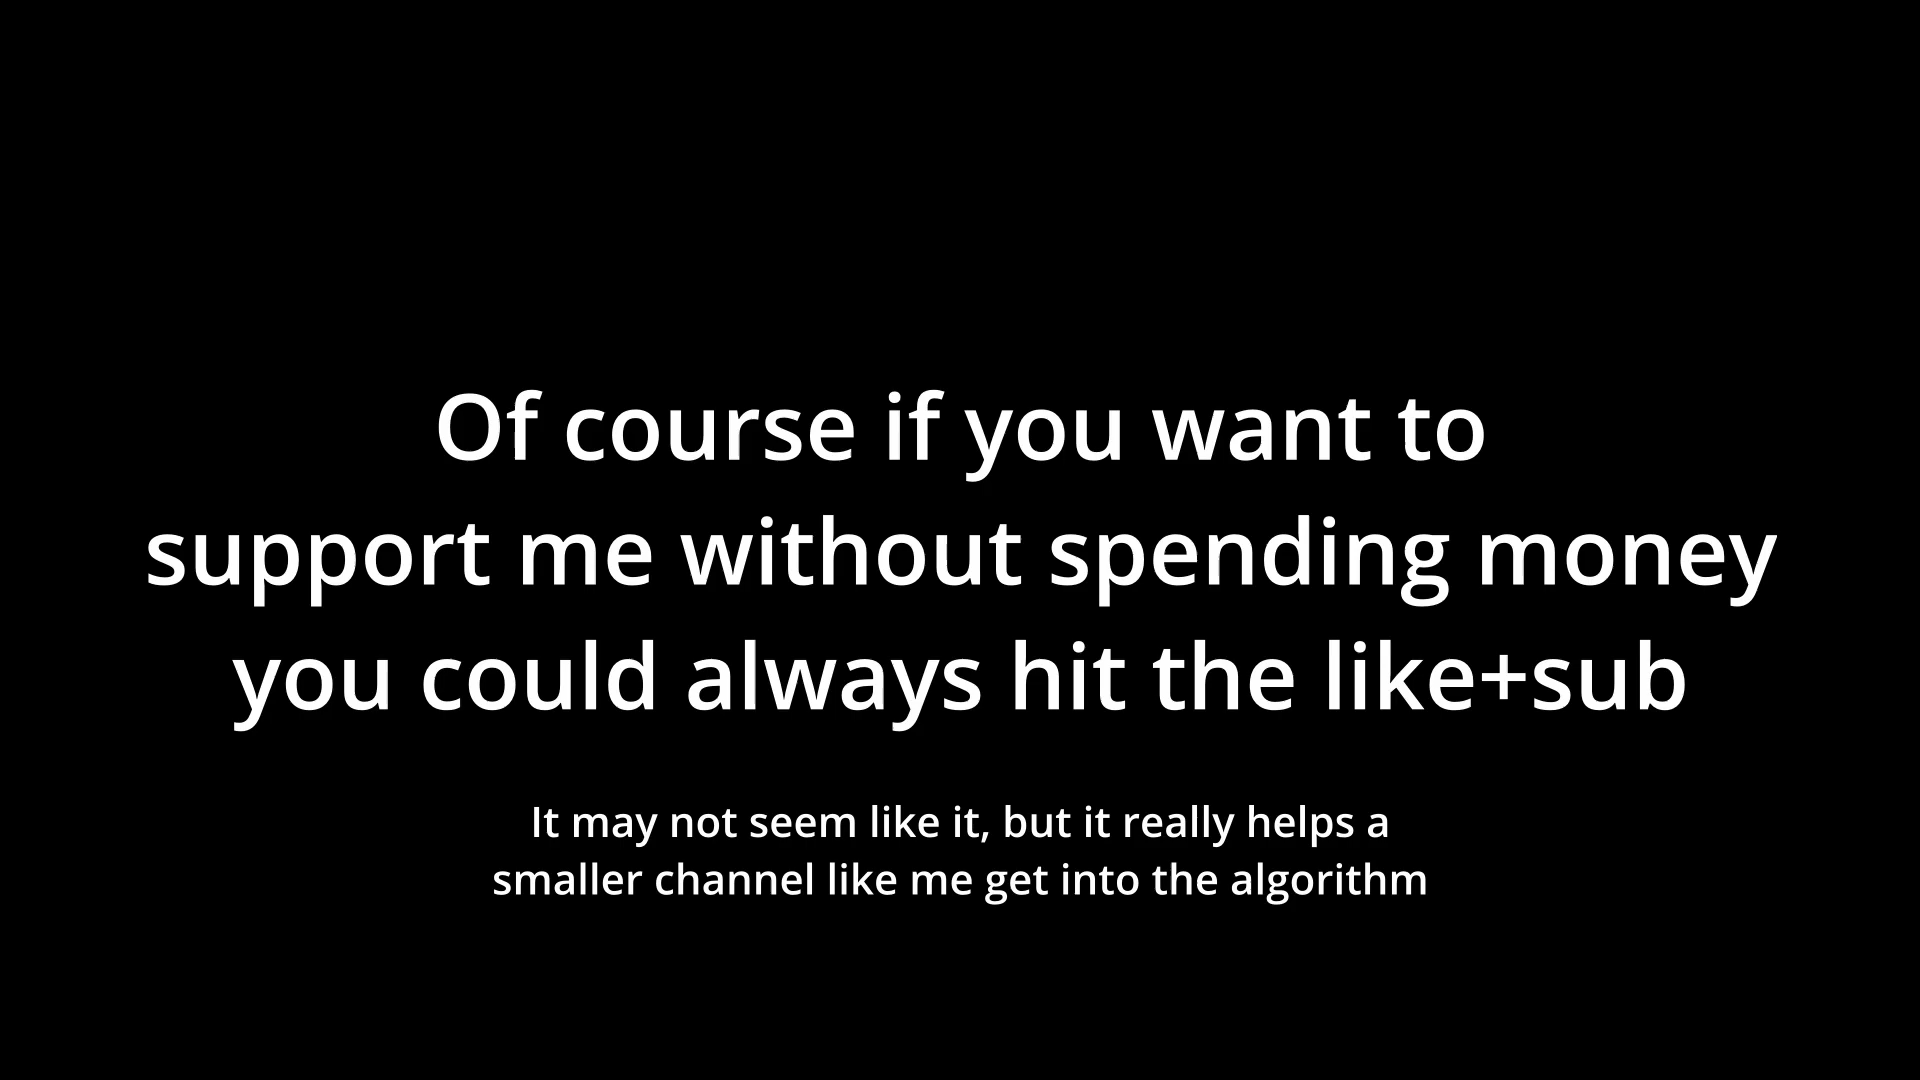 Of course if you want to
support me without spending money
you could always hit the like+sub
It may not seem like it, but it really helps a
smaller channel like me get into the algorithm